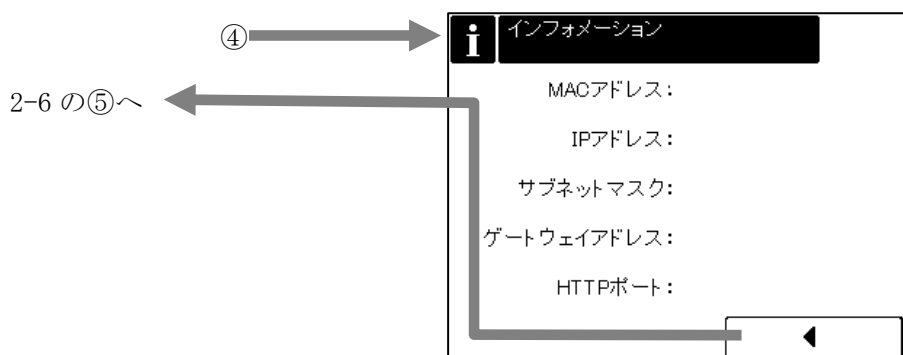 ④
i インフォメーション
MACアドレス:
2-6 の⑤へ
IPアドレス:
サブネットマスク:
ゲートウェイアドレス:
HTTPポート:
◀